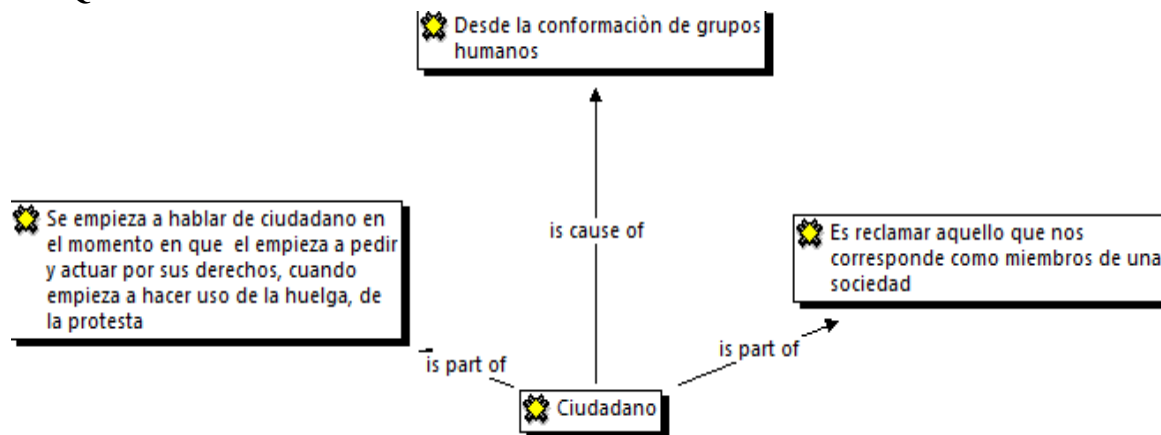 Desde la conformaciòn de grupos
humanos
is cause of
Se empieza a hablar de ciudadano en
el momento en que el empieza a pedir
y actuar por sus derechos, cuando
empieza a hacer uso de la huelga, de
la protesta
Es reclamar aquello que nos
corresponde como miembros de una
sociedad
is part of
is part of
Ciudadano